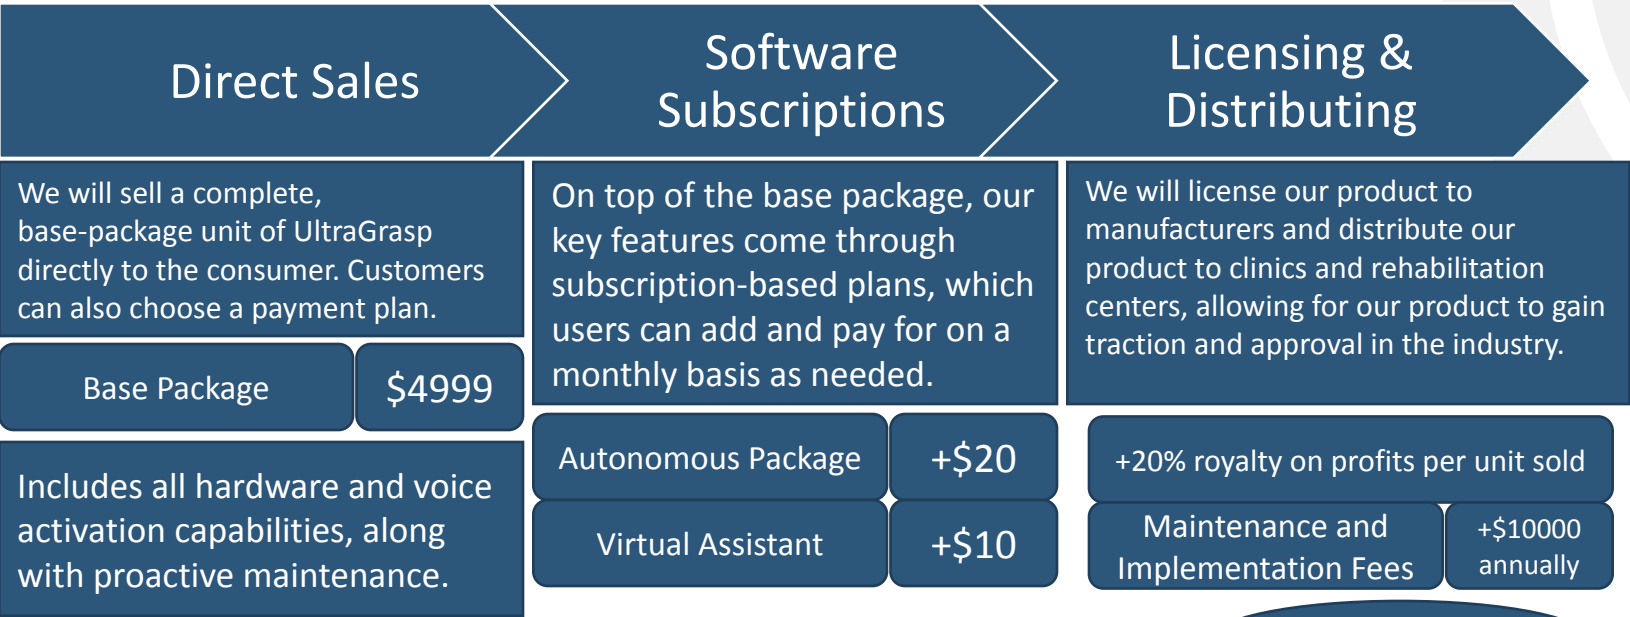 Direct Sales
Software
Subscriptions
Licensing &
Distributing
We will sell a complete,
base-package unit of UltraGrasp
directly to the consumer. Customers
can also choose a payment plan.
Base Package
$4999
Includes all hardware and voice
activation capabilities, along
with proactive maintenance.
On top of the base package, our
key features come through
subscription-based plans, which
users can add and pay for on a
monthly basis as needed.
Autonomous Package
+$20
Virtual Assistant
+$10
We will license our product to
manufacturers and distribute our
product to clinics and rehabilitation
centers, allowing for our product to gain
traction and approval in the industry.
+20% royalty on profits per unit sold
Maintenance and
Implementation Fees
+$10000
annually